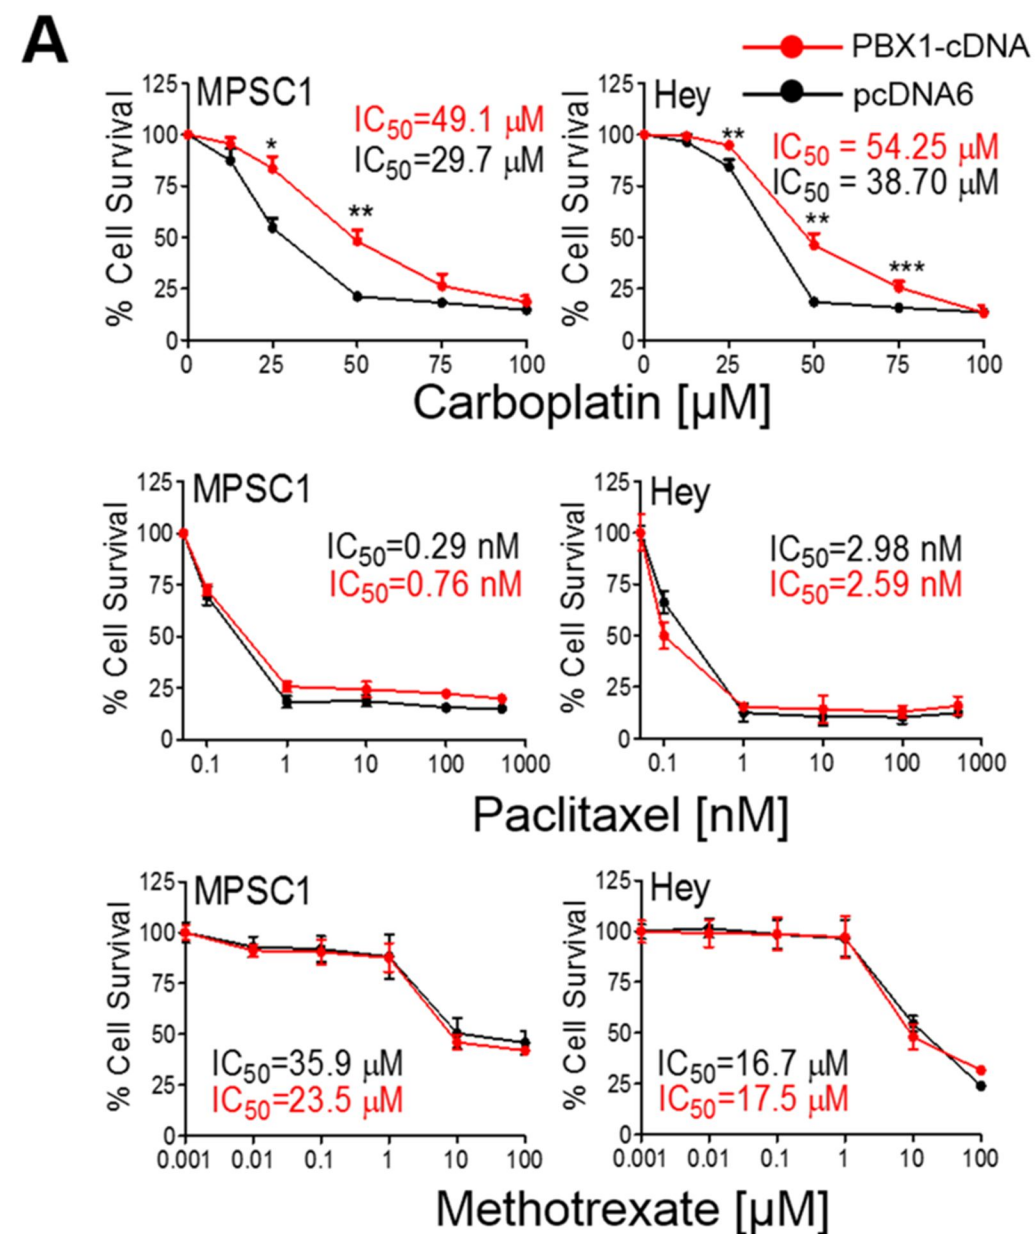 A
PBX1-cDNA
pcDNA6
MPSC1
IC50=49.1 µM
IC50=29.7 µM
*
**
% Cell Survival
125
100
75
50
25
0
0 25 50 75 100
Hey
**
IC50 = 54.25 µM
IC50 = 38.70 µM
**
***
% Cell Survival
125
100
75
50
25
0
0 25 50 75 100
Carboplatin [µM]
MPSC1
IC50=0.29 nM
IC50=0.76 nM
% Cell Survival
125
100
75
50
25
0
0.1 1 10 100 1000
Hey
IC50=2.98 nM
IC50=2.59 nM
% Cell Survival
125
100
75
50
25
0
0.1 1 10 100 1000
Paclitaxel [nM]
MPSC1
IC50=35.9 µM
IC50=23.5 µM
% Cell Survival
125
100
75
50
25
0
0.001 0.01 0.1 1 10 100
Hey
IC50=16.7 µM
IC50=17.5 µM
% Cell Survival
125
100
75
50
25
0
0.001 0.01 0.1 1 10 100
Methotrexate [µM]